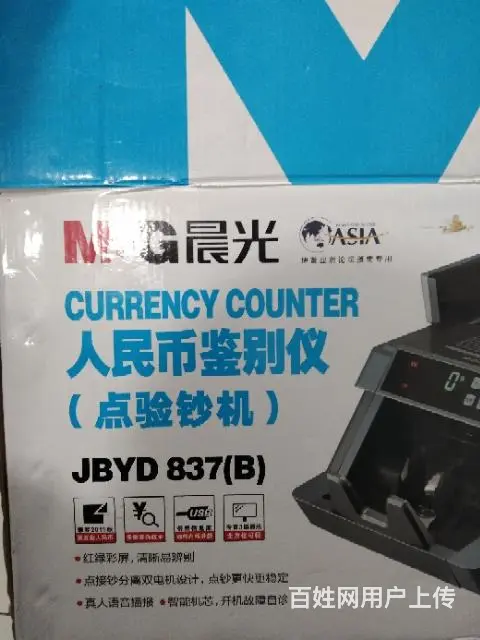 M&G晨光
ASIA
CURRENCY COUNTER
人民币鉴别仪
（点验钞机）
JBYD 837(B)
USB
• 红绿彩屏，清晰易辨别
• 点接钞分离双电机设计，点钞更快更稳定
• 真人语音播报 • 智能机芯，开机故障自诊
百姓网用户上传